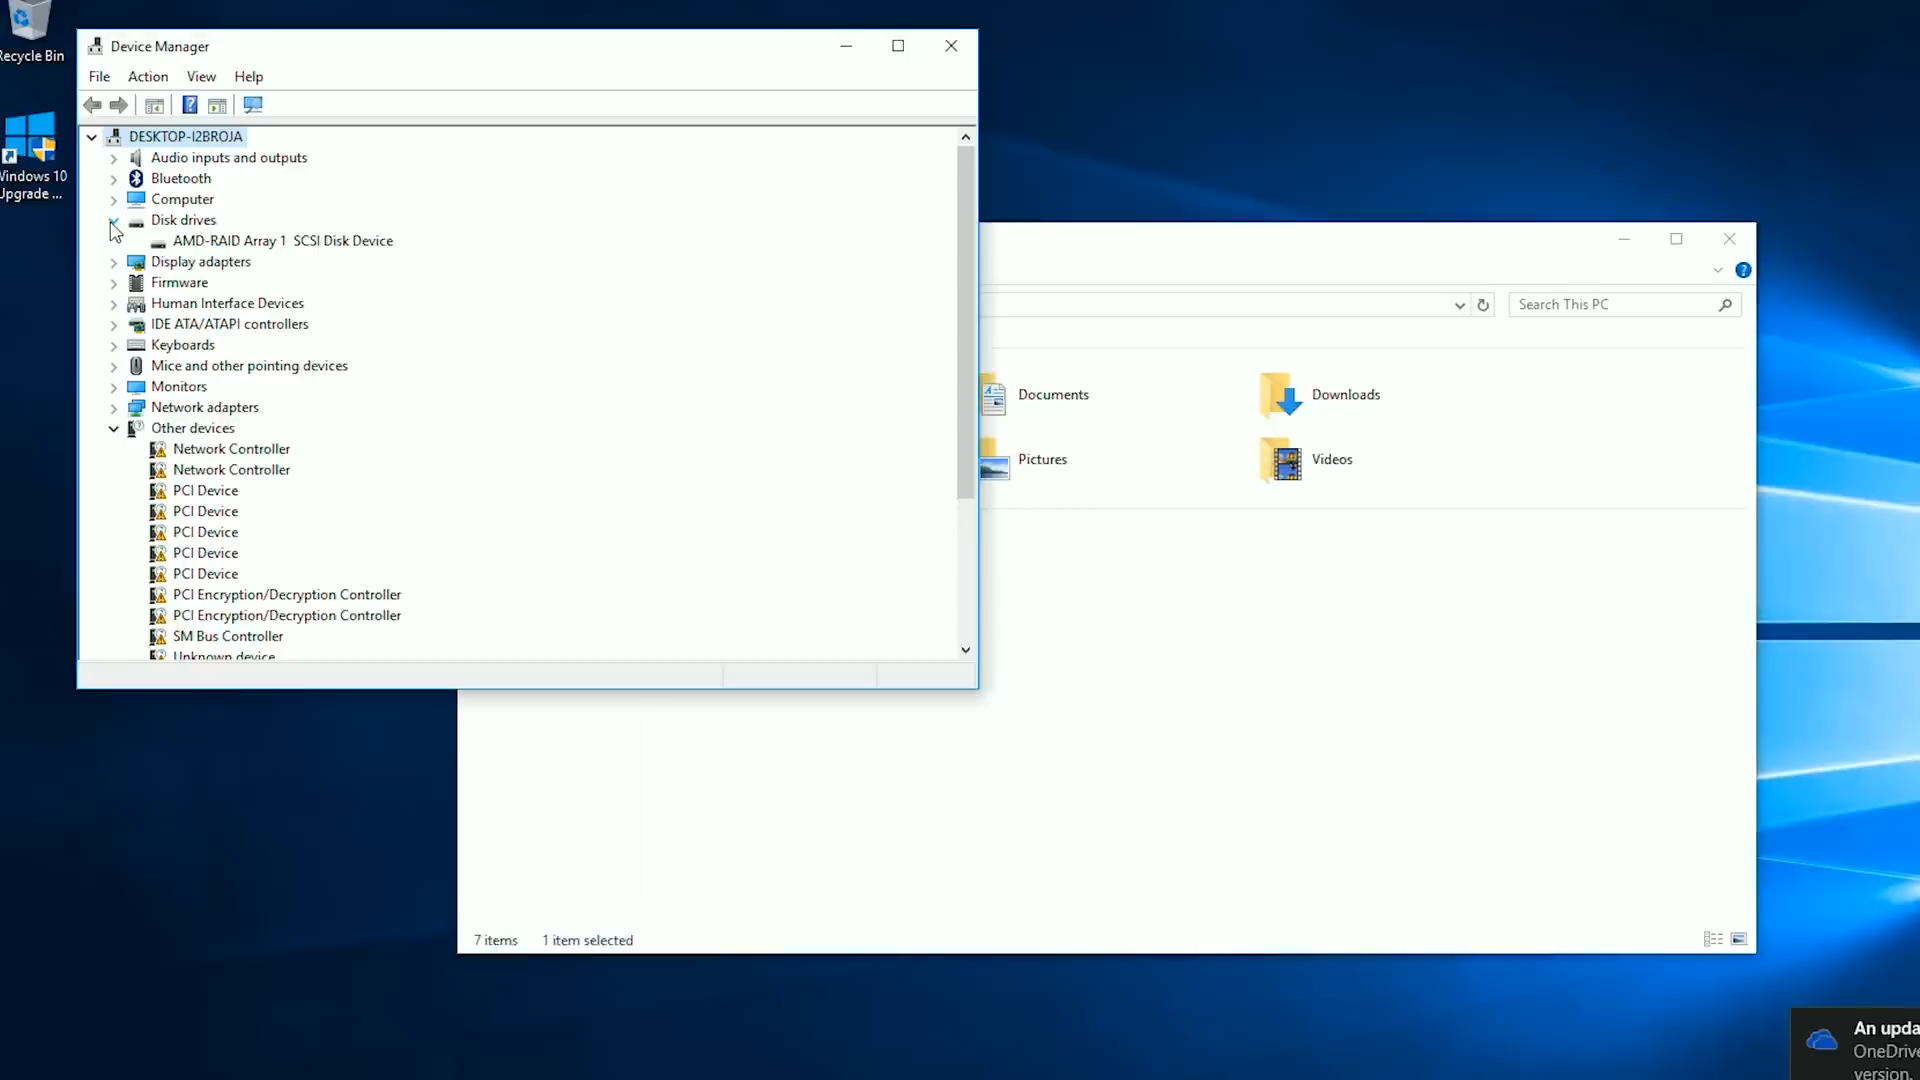 Recycle Bin
Windows 10
Upgrade ...
Device Manager
File Action View Help
DESKTOP-I2BROJA
Audio inputs and outputs
Bluetooth
Computer
Disk drives
AMD-RAID Array 1 SCSI Disk Device
Display adapters
Firmware
Human Interface Devices
IDE ATA/ATAPI controllers
Keyboards
Mice and other pointing devices
Monitors
Network adapters
Other devices
Network Controller
Network Controller
PCI Device
PCI Device
PCI Device
PCI Device
PCI Device
PCI Encryption/Decryption Controller
PCI Encryption/Decryption Controller
SM Bus Controller
Unknown device
Search This PC
Documents
Downloads
Pictures
Videos
7 items 1 item selected
An upda
OneDrive
version.